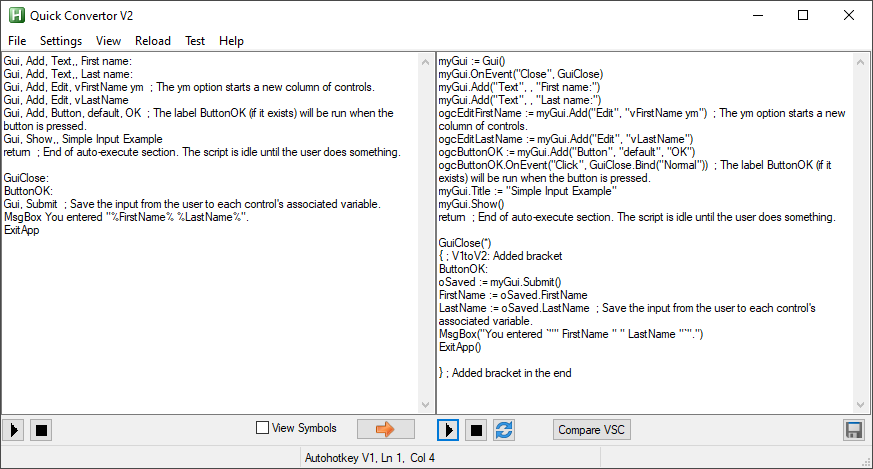 Quick Convertor V2
File Settings View Reload Test Help
Gui, Add, Text,, First name:
Gui, Add, Text,, Last name:
Gui, Add, Edit, vFirstName ym  ; The ym option starts a new column of controls.
Gui, Add, Edit, vLastName
Gui, Add, Button, default, OK  ; The label ButtonOK (if it exists) will be run when the
button is pressed.
Gui, Show,, Simple Input Example
return  ; End of auto-execute section. The script is idle until the user does something.
GuiClose:
ButtonOK:
Gui, Submit  ; Save the input from the user to each control's associated variable.
MsgBox You entered "%FirstName% %LastName%".
ExitApp
myGui := Gui()
myGui.OnEvent("Close", GuiClose)
myGui.Add("Text", , "First name:")
myGui.Add("Text", , "Last name:")
ogcEditFirstName := myGui.Add("Edit", "vFirstName ym")  ; The ym option starts a new
column of controls.
ogcEditLastName := myGui.Add("Edit", "vLastName")
ogcButtonOK := myGui.Add("Button", "default", "OK")
ogcButtonOK.OnEvent("Click", GuiClose.Bind("Normal"))  ; The label ButtonOK (if it
exists) will be run when the button is pressed.
myGui.Title := "Simple Input Example"
myGui.Show()
return  ; End of auto-execute section. The script is idle until the user does something.
GuiClose(*)
{ ; V1toV2: Added bracket
ButtonOK:
oSaved := myGui.Submit()
FirstName := oSaved.FirstName
LastName := oSaved.LastName  ; Save the input from the user to each control's
associated variable.
MsgBox("You entered `"" FirstName " " LastName "`".")
ExitApp()
} ; Added bracket in the end
View Symbols
Compare VSC
Autohotkey V1, Ln 1, Col 4